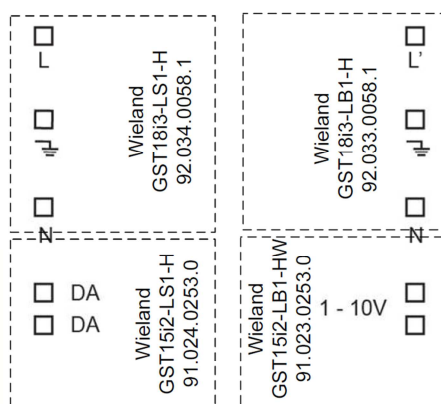 L
Wieland
GST18i3-LS1-H
92.034.0058.1
N
L'
Wieland
GST18i3-LB1-H
92.033.0058.1
N
DA
DA
Wieland
GST15i2-LS1-H
91.024.0253.0
Wieland
GST15i2-LB1-HW
91.023.0253.0
1 - 10V